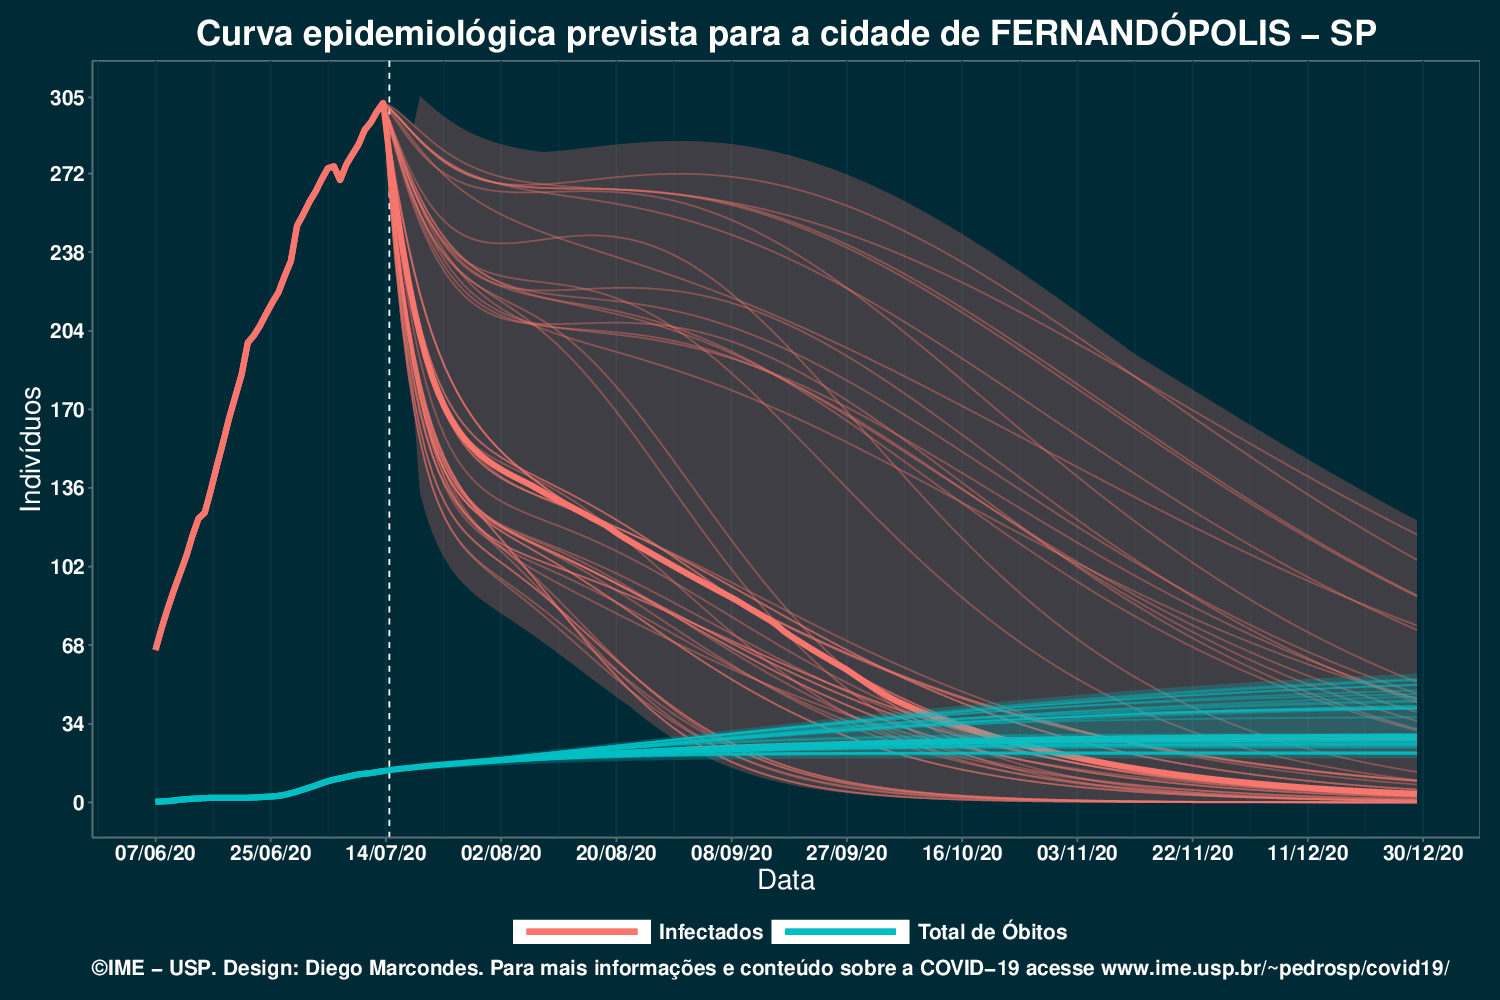 Curva epidemiológica prevista para a cidade de FERNANDÓPOLIS – SP
305
272
238
204
170
136
102
68
34
0
Indivíduos
07/06/20 25/06/20 14/07/20 02/08/20 20/08/20 08/09/20 27/09/20 16/10/20 03/11/20 22/11/20 11/12/20 30/12/20
Data
Infectados Total de Óbitos
©IME – USP. Design: Diego Marcondes. Para mais informações e conteúdo sobre a COVID–19 acesse www.ime.usp.br/~pedrosp/covid19/